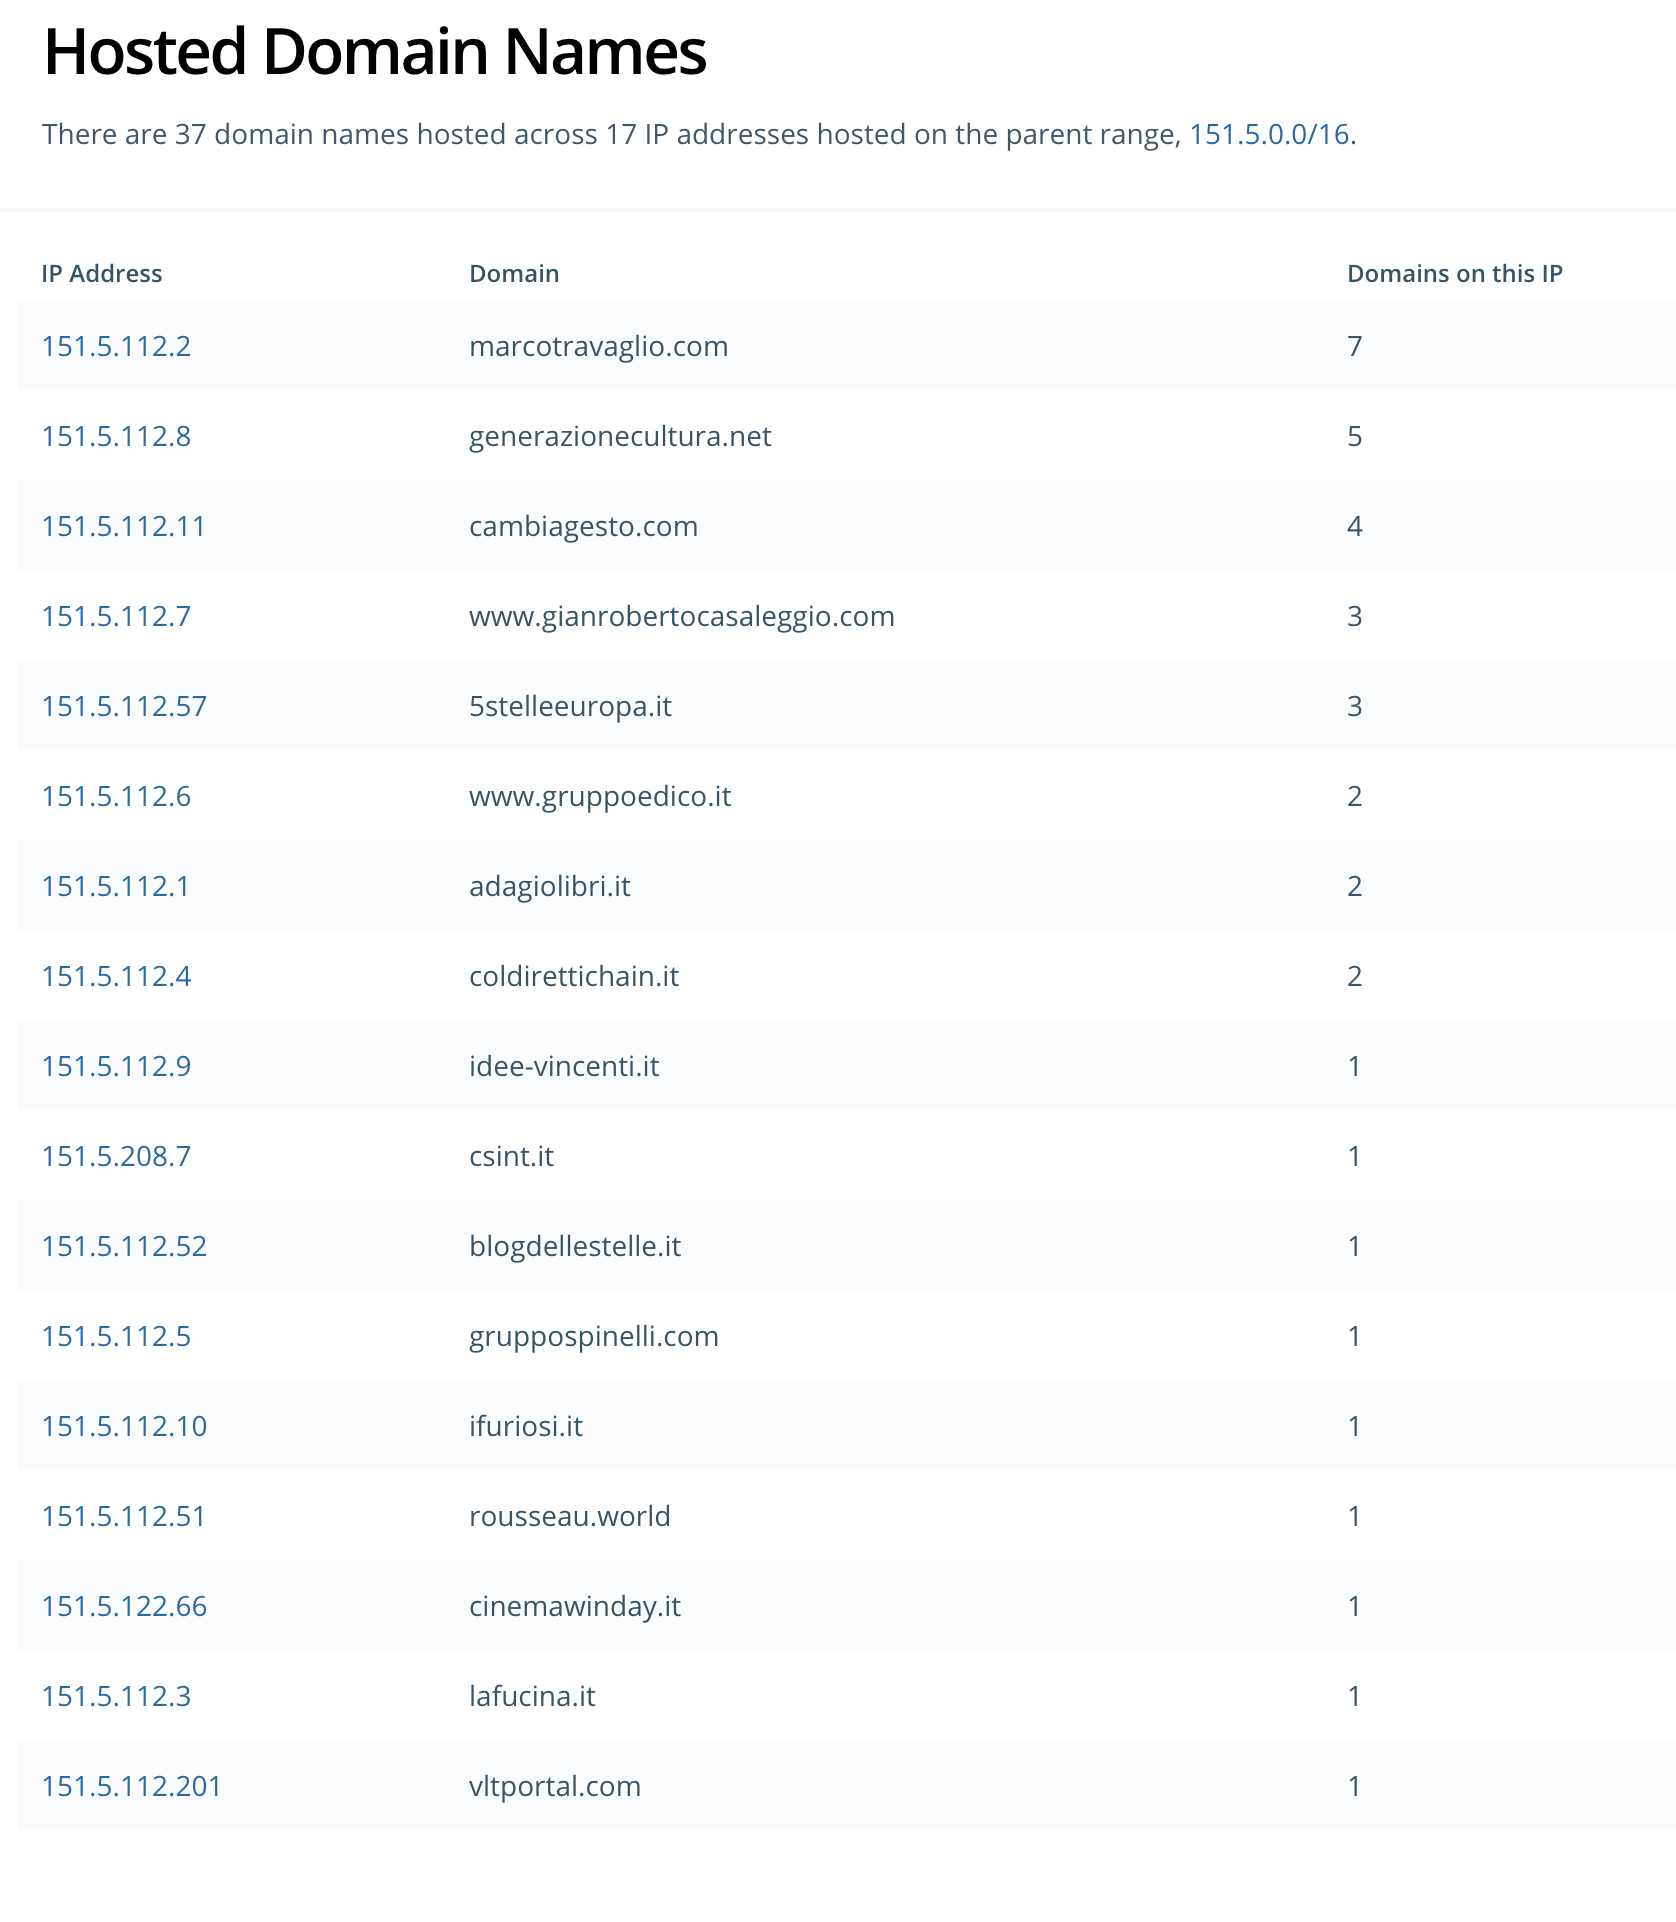 Hosted Domain Names
There are 37 domain names hosted across 17 IP addresses hosted on the parent range, 151.5.0.0/16.
IP Address Domain Domains on this IP
151.5.112.2 marcotravaglio.com 7
151.5.112.8 generazionecultura.net 5
151.5.112.11 cambiagesto.com 4
151.5.112.7 www.gianrobertocasaleggio.com 3
151.5.112.57 5stelleeuropa.it 3
151.5.112.6 www.gruppoedico.it 2
151.5.112.1 adagiolibri.it 2
151.5.112.4 coldirettichain.it 2
151.5.112.9 idee-vincenti.it 1
151.5.208.7 csint.it 1
151.5.112.52 blogdellestelle.it 1
151.5.112.5 gruppospinelli.com 1
151.5.112.10 ifuriosi.it 1
151.5.112.51 rousseau.world 1
151.5.122.66 cinemawinday.it 1
151.5.112.3 lafucina.it 1
151.5.112.201 vltportal.com 1